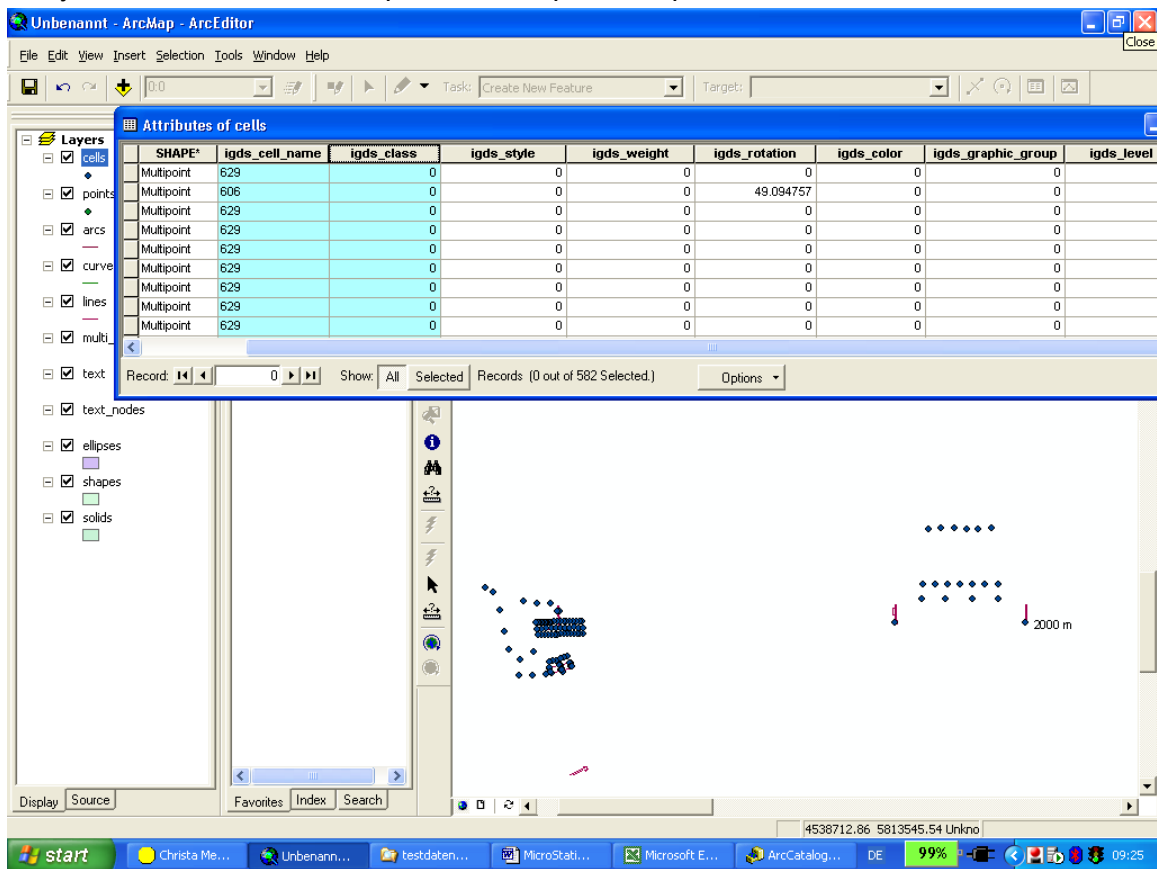 Unbenannt - ArcMap - ArcEditor
Close
File Edit View Insert Selection Tools Window Help
0:0 Task: Create New Feature Target:
Attributes of cells
SHAPE* igds_cell_name igds_class igds_style igds_weight igds_rotation igds_color igds_graphic_group igds_level
Multipoint 629 0 0 0 0 0 0
Multipoint 606 0 0 0 49.094757 0 0
Multipoint 629 0 0 0 0 0 0
Multipoint 629 0 0 0 0 0 0
Multipoint 629 0 0 0 0 0 0
Multipoint 629 0 0 0 0 0 0
Multipoint 629 0 0 0 0 0 0
Multipoint 629 0 0 0 0 0 0
Multipoint 629 0 0 0 0 0 0
Record: 0 Show: All Selected Records (0 out of 582 Selected.) Options
Layers
cells
points
arcs
curve
lines
multi_
text
text_nodes
ellipses
shapes
solids
2000 m
Display Source
Favorites Index Search
4538712.86 5813545.54 Unkno
start Christa Me... Unbenann... testdaten... MicroStati... Microsoft E... ArcCatalog... DE 99% 09:25